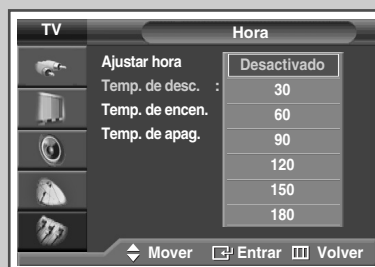 TV
Hora
Ajustar hora
Temp. de desc. :
Temp. de encen.
Temp. de apag.
Desactivado
30
60
90
120
150
180
Mover Entrar Volver